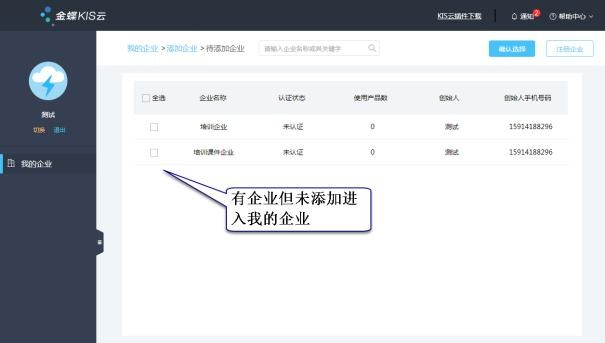 金蝶KIS云
KIS云插件下载
通知2
帮助中心
我的企业 >添加企业 >待添加企业
请输入企业名称或其关键字
确认选择
注册企业
测试
切换 退出
我的企业
全选 企业名称 认证状态 使用产品数 创始人 创始人手机号码
培训企业 未认证 0 测试 15914188296
培训课件企业 未认证 0 测试 15914188296
有企业但未添加进
入我的企业